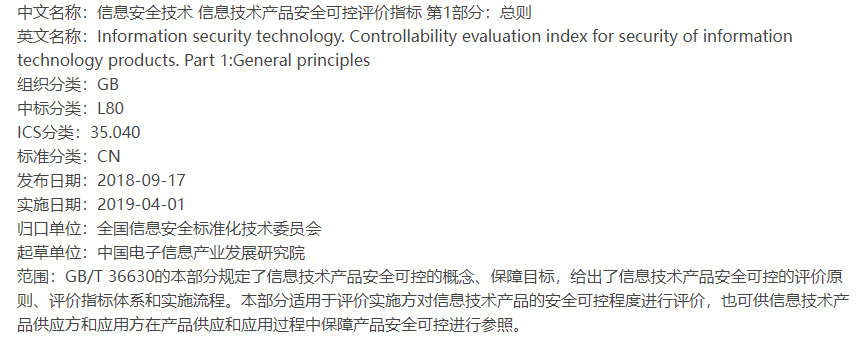 中文名称：信息安全技术 信息技术产品安全可控评价指标 第1部分：总则
英文名称：Information security technology. Controllability evaluation index for security of information
technology products. Part 1:General principles
组织分类：GB
中标分类：L80
ICS分类：35.040
标准分类：CN
发布日期：2018-09-17
实施日期：2019-04-01
归口单位：全国信息安全标准化技术委员会
起草单位：中国电子信息产业发展研究院
范围：GB/T 36630的本部分规定了信息技术产品安全可控的概念、保障目标，给出了信息技术产品安全可控的评价原
则、评价指标体系和实施流程。本部分适用于评价实施方对信息技术产品的安全可控程度进行评价，也可供信息技术产
品供应方和应用方在产品供应和应用过程中保障产品安全可控进行参照。